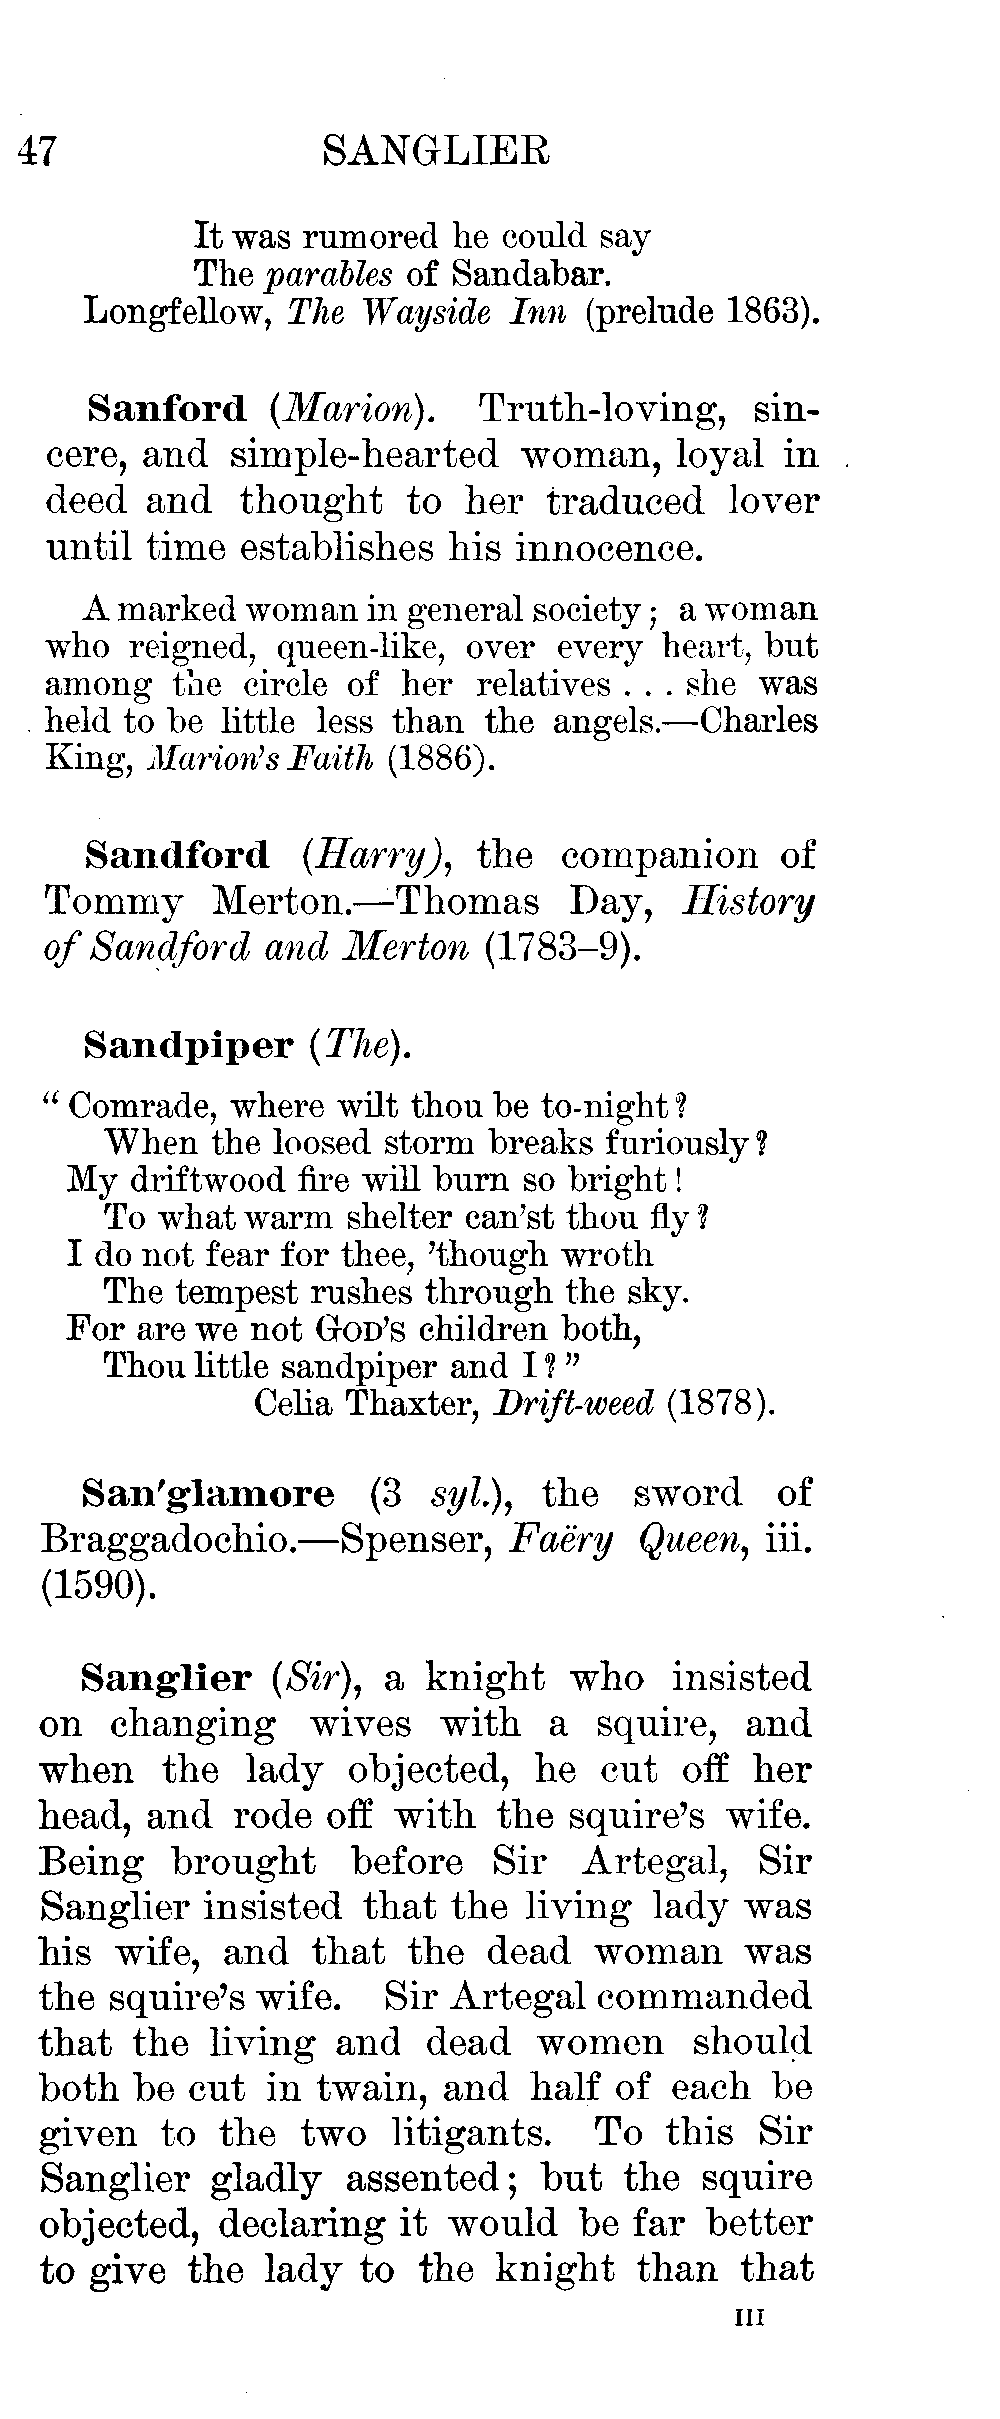 47 SANGLIER
It was rumored he could say
The parables of Sandabar.
Longfellow, The Wayside Inn (prelude 1863).
Sanford (Marion). Truth-loving, sin-
cere, and simple-hearted woman, loyal in
deed and thought to her traduced lover
until time establishes his innocence.
A marked woman in general society; a woman
who reigned, queen-like, over every heart, but
among the circle of her relatives . . . she was
held to be little less than the angels.—Charles
King, Marion's Faith (1886).
Sandford (Harry), the companion of
Tommy Merton.—Thomas Day, History
of Sandford and Merton (1783–9).
Sandpiper (The).
“ Comrade, where wilt thou be to-night?
When the loosed storm breaks furiously?
My driftwood fire will burn so bright!
To what warm shelter can'st thou fly?
I do not fear for thee, 'though wroth
The tempest rushes through the sky.
For are we not GOD'S children both,
Thou little sandpiper and I?”
Celia Thaxter, Drift-weed (1878).
San'glamore (3 syl.), the sword of
Braggadochio.—Spenser, Faëry Queen, iii.
(1590).
Sanglier (Sir), a knight who insisted
on changing wives with a squire, and
when the lady objected, he cut off her
head, and rode off with the squire's wife.
Being brought before Sir Artegal, Sir
Sanglier insisted that the living lady was
his wife, and that the dead woman was
the squire's wife. Sir Artegal commanded
that the living and dead women should
both be cut in twain, and half of each be
given to the two litigants. To this Sir
Sanglier gladly assented; but the squire
objected, declaring it would be far better
to give the lady to the knight than that
III